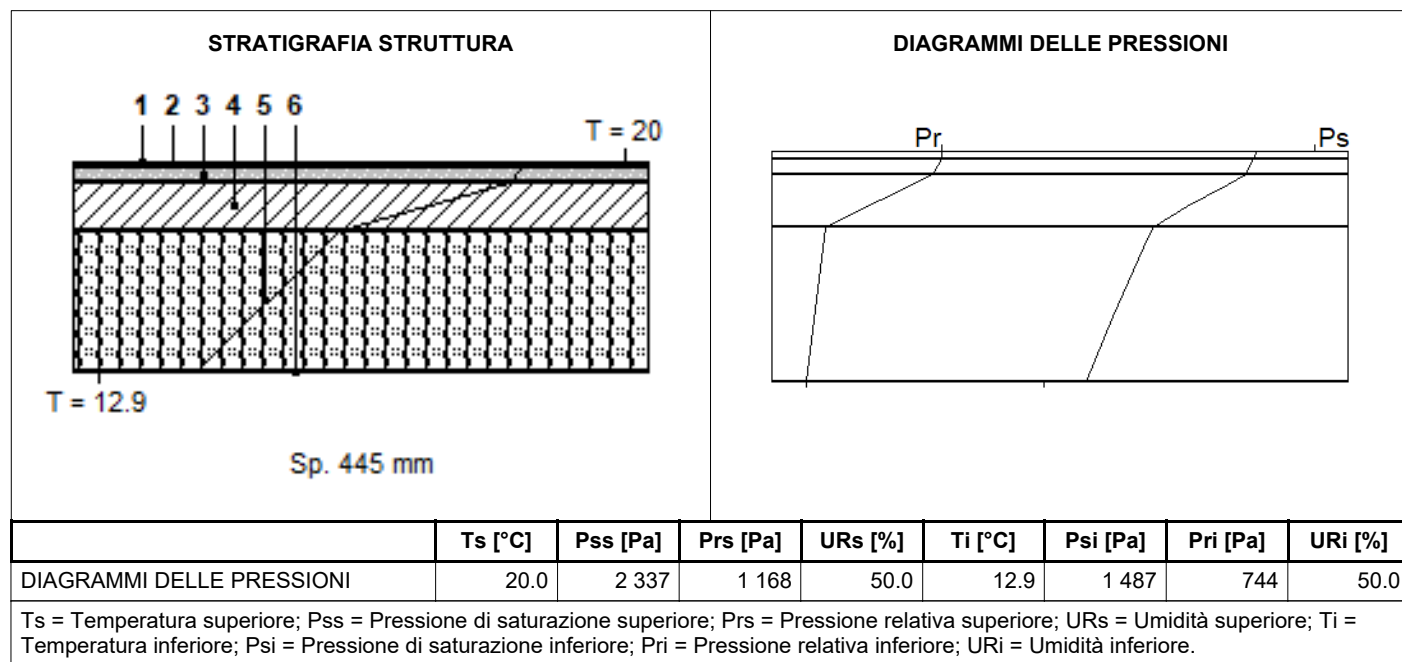 STRATIGRAFIA STRUTTURA
1 2 3 4 5 6
T = 20
T = 12.9
Sp. 445 mm
DIAGRAMMI DELLE PRESSIONI
Pr
Ps
Ts [°C] Pss [Pa] Prs [Pa] URs [%] Ti [°C] Psi [Pa] Pri [Pa] URi [%]
DIAGRAMMI DELLE PRESSIONI 20.0 2 337 1 168 50.0 12.9 1 487 744 50.0
Ts = Temperatura superiore; Pss = Pressione di saturazione superiore; Prs = Pressione relativa superiore; URs = Umidità superiore; Ti =
Temperatura inferiore; Psi = Pressione di saturazione inferiore; Pri = Pressione relativa inferiore; URi = Umidità inferiore.